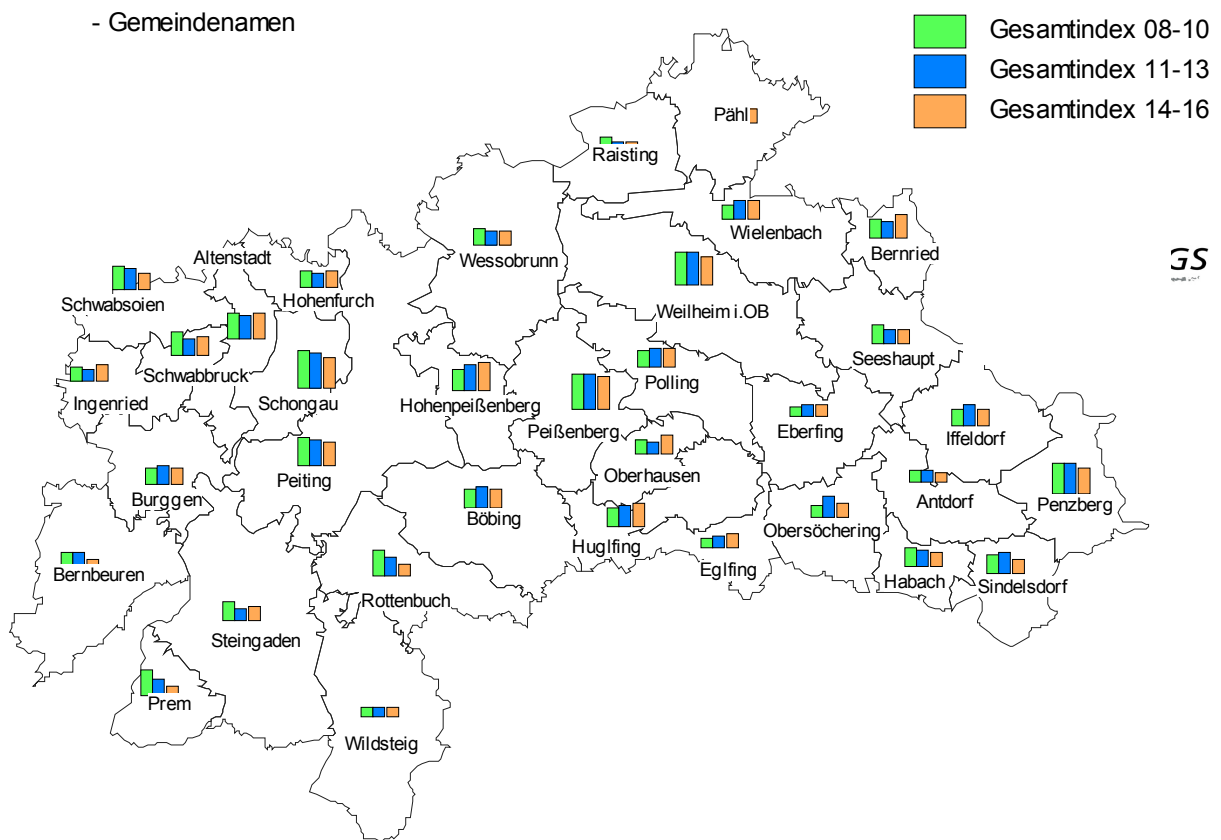 - Gemeindenamen
Gesamtindex 08-10
Gesamtindex 11-13
Gesamtindex 14-16
Pähl
Raisting
Wielenbach
Bernried
Wessobrunn
Altenstadt
GS
Schwabsoien
Hohenfurch
Weilheim i.OB
Seeshaupt
Schwabbruck
Polling
Ingenried
Schongau
Hohenpeißenberg
Peißenberg
Eberfing
Iffeldorf
Oberhausen
Peiting
Burggen
Böbing
Antdorf
Penzberg
Obersöchering
Huglfing
Eglfing
Bernbeuren
Rottenbuch
Habach
Sindelsdorf
Steingaden
Prem
Wildsteig